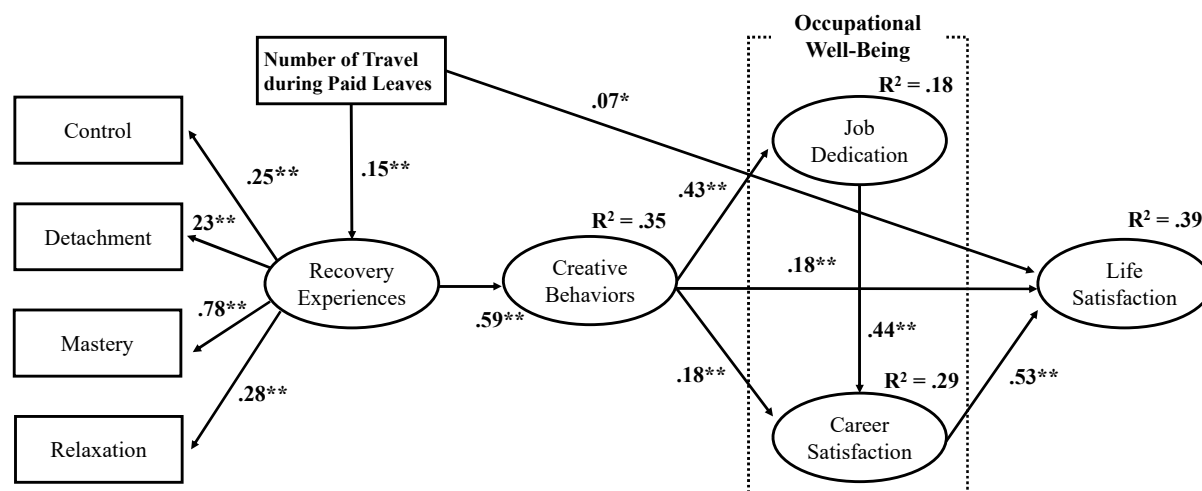 Occupational
Well-Being
Number of Travel
during Paid Leaves
R² = .18
.07*
Control
Job
Dedication
.25**
.15**
.43**
Detachment
23**
R² = .35
R² = .39
Recovery
Experiences
Creative
Behaviors
.18**
Life
Satisfaction
.78**
.59**
Mastery
.44**
.18**
R² = .29
.53**
.28**
Relaxation
Career
Satisfaction